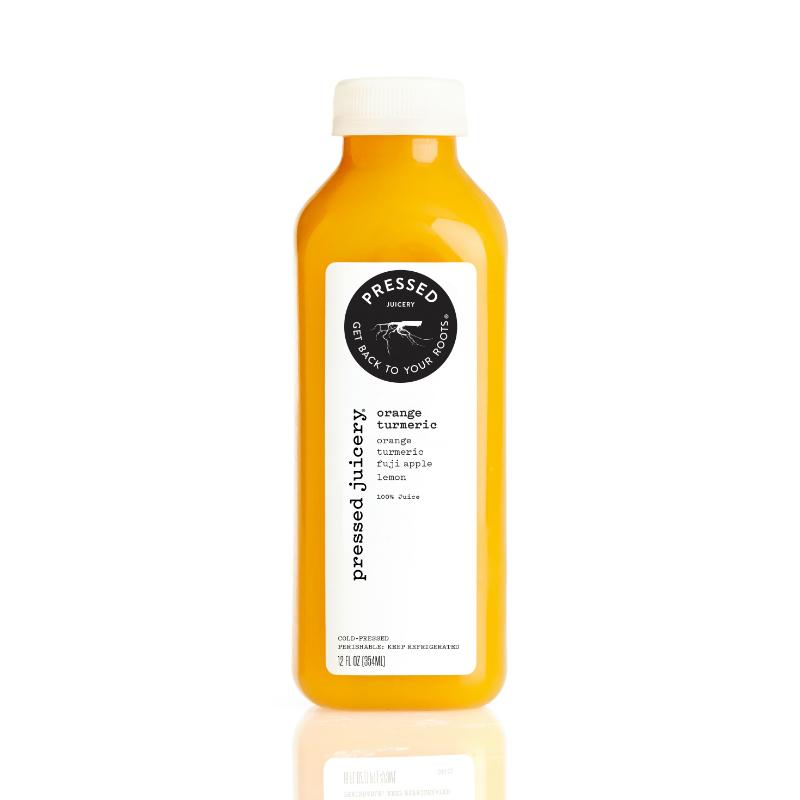 PRESSED
JUICERY
GET BACK TO YOUR ROOTS®
pressed juicery®
orange
turmeric
orange
turmeric
fuji apple
lemon
100% Juice
COLD-PRESSED
PERISHABLE: KEEP REFRIGERATED
12 FL OZ (354ML)